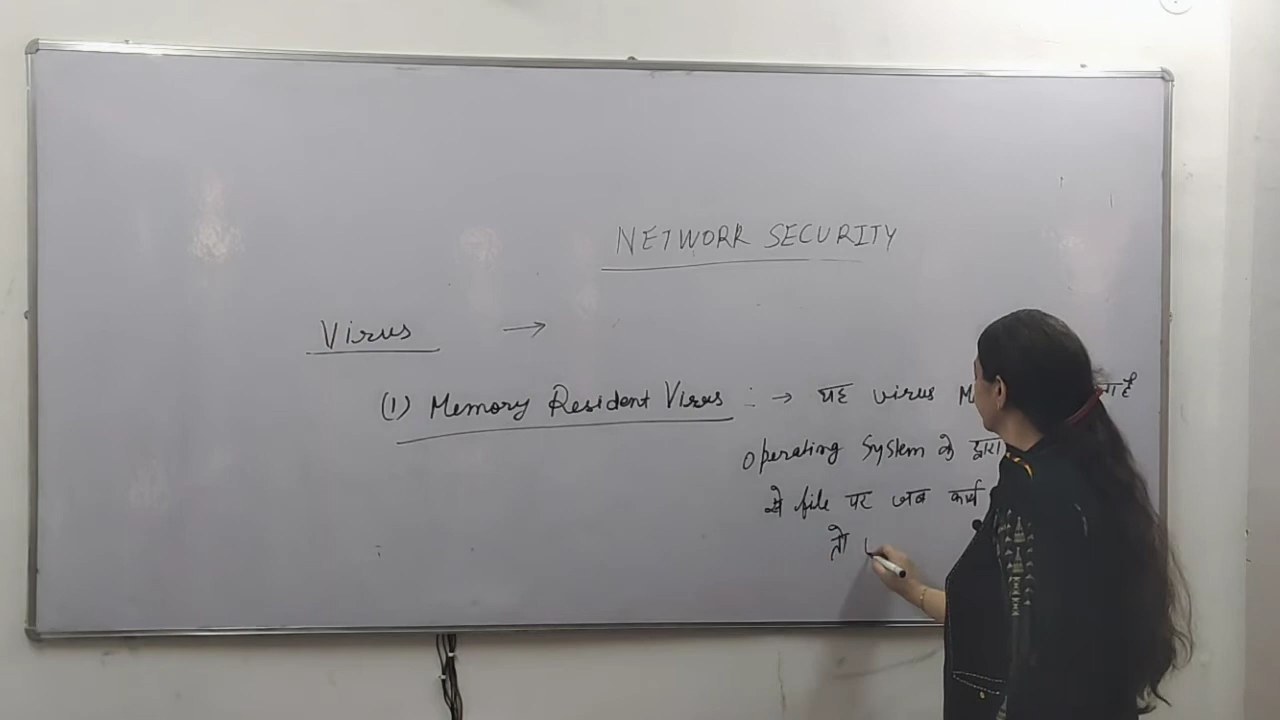 NETWORK SECURITY
Virus →
(1) Memory Resident Virus :→ यह virus
operating System के द्वारा
से file पर जब कार्य
तो